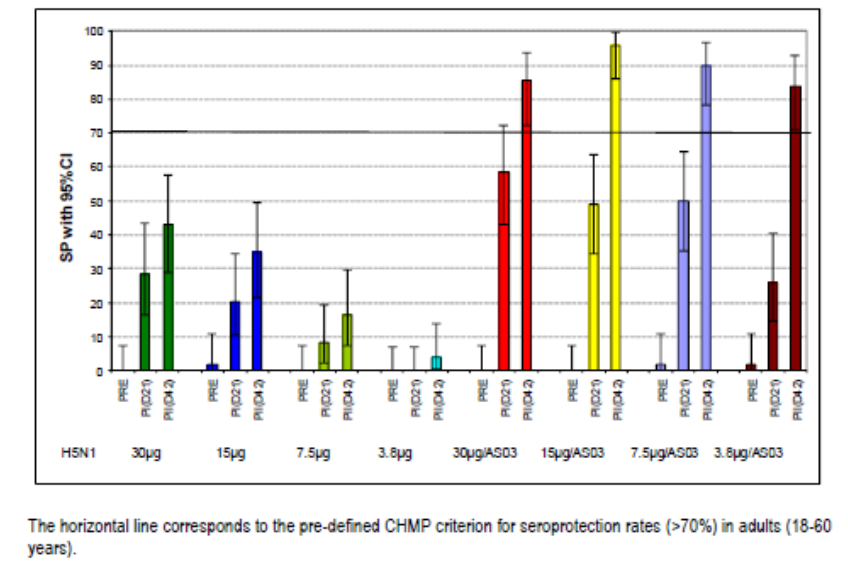 100
90
80
70
60
50
40
30
20
10
0
SP with 95%CI
PRE PI(D21) PII(D42) PRE PI(D21) PII(D42) PRE PI(D21) PII(D42) PRE PI(D21) PII(D42) PRE PI(D21) PII(D42) PRE PI(D21) PII(D42) PRE PI(D21) PII(D42) PRE PI(D21) PII(D42)
H5N1 30µg 15µg 7.5µg 3.8µg 30µg/AS03 15µg/AS03 7.5µg/AS03 3.8µg/AS03
The horizontal line corresponds to the pre-defined CHMP criterion for seroprotection rates (>70%) in adults (18-60
years).